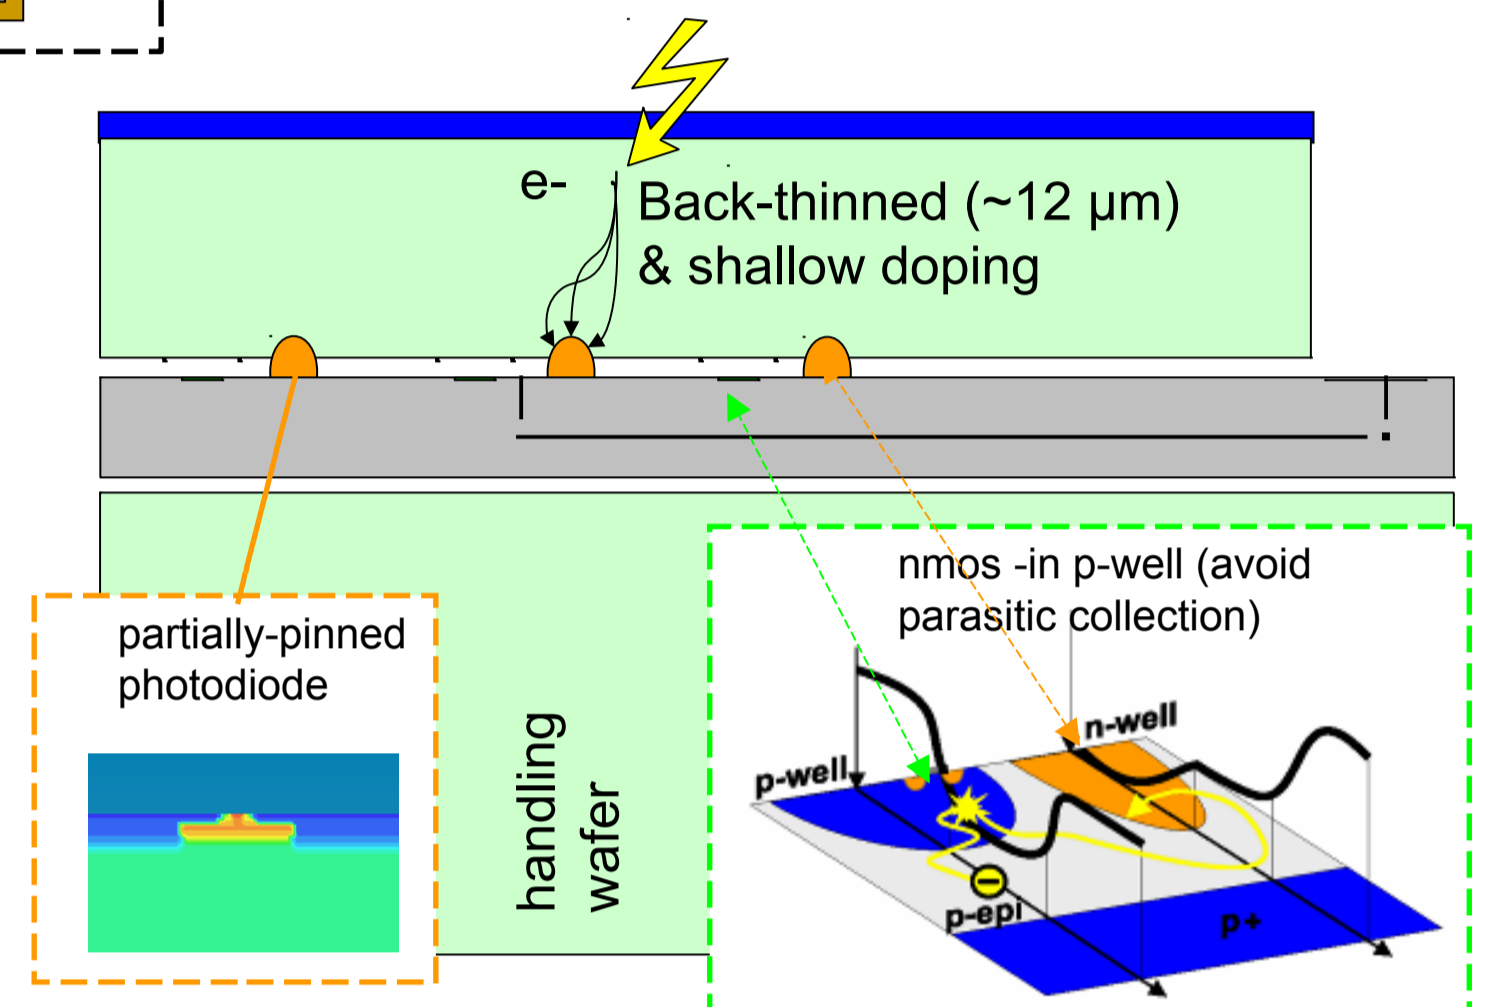 e-
Back-thinned (~12 µm)
& shallow doping
nmos -in p-well (avoid
parasitic collection)
partially-pinned
photodiode
handling
wafer
n-well
p-well
p-epi
p+